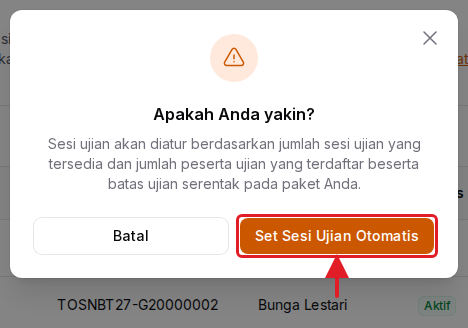 Apakah Anda yakin?
Sesi ujian akan diatur berdasarkan jumlah sesi ujian yang
tersedia dan jumlah peserta ujian yang terdaftar beserta
batas ujian serentak pada paket Anda.
Batal
Set Sesi Ujian Otomatis
TOSNBT27-G20000002
Bunga Lestari
Aktif